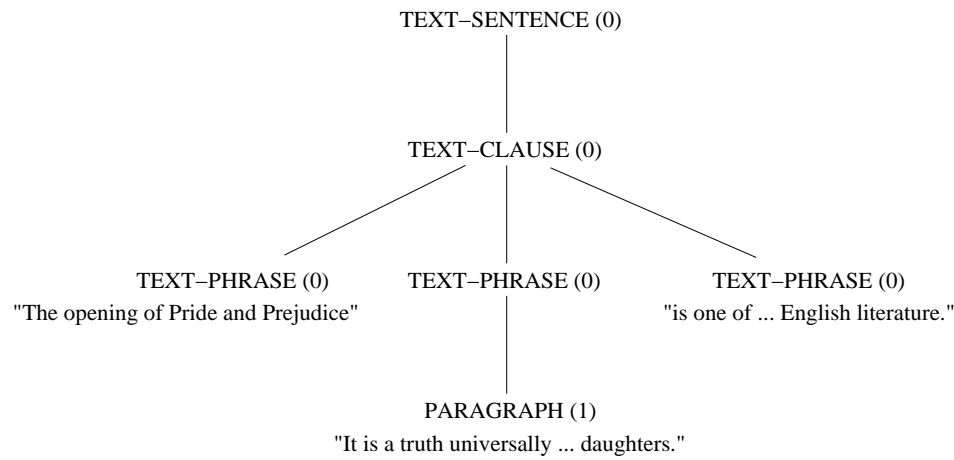 TEXT−SENTENCE (0)
TEXT−CLAUSE (0)
TEXT−PHRASE (0) TEXT−PHRASE (0) TEXT−PHRASE (0)
"The opening of Pride and Prejudice" "is one of ... English literature."
PARAGRAPH (1)
"It is a truth universally ... daughters."